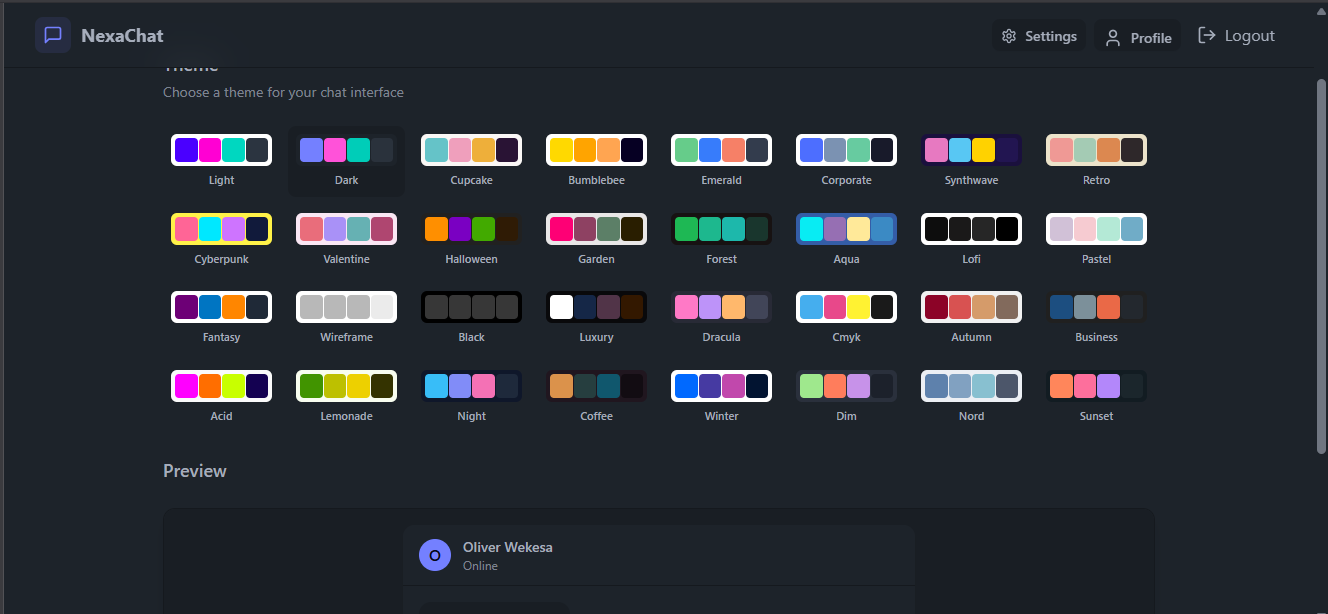 NexaChat
Settings
Profile
Logout
Theme
Choose a theme for your chat interface
Light
Dark
Cupcake
Bumblebee
Emerald
Corporate
Synthwave
Retro
Cyberpunk
Valentine
Halloween
Garden
Forest
Aqua
Lofi
Pastel
Fantasy
Wireframe
Black
Luxury
Dracula
Cmyk
Autumn
Business
Acid
Lemonade
Night
Coffee
Winter
Dim
Nord
Sunset
Preview
O
Oliver Wekesa
Online